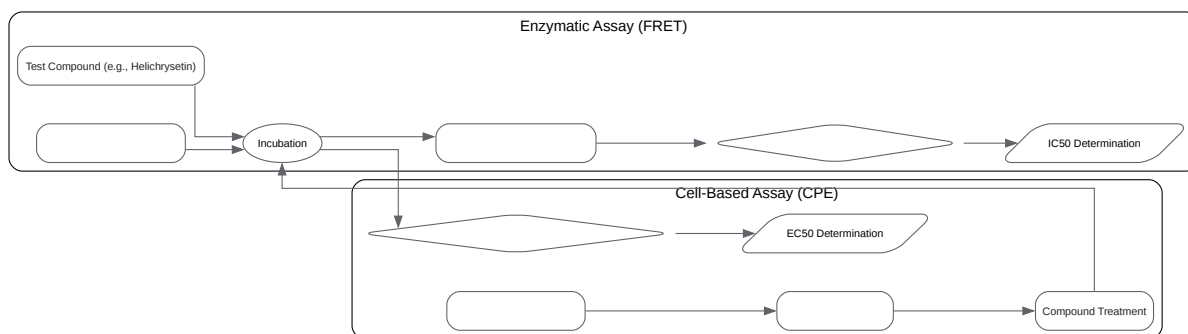 Enzymatic Assay (FRET)
Test Compound (e.g., Helichrysetin)
Incubation
IC50 Determination
Cell-Based Assay (CPE)
EC50 Determination
Compound Treatment